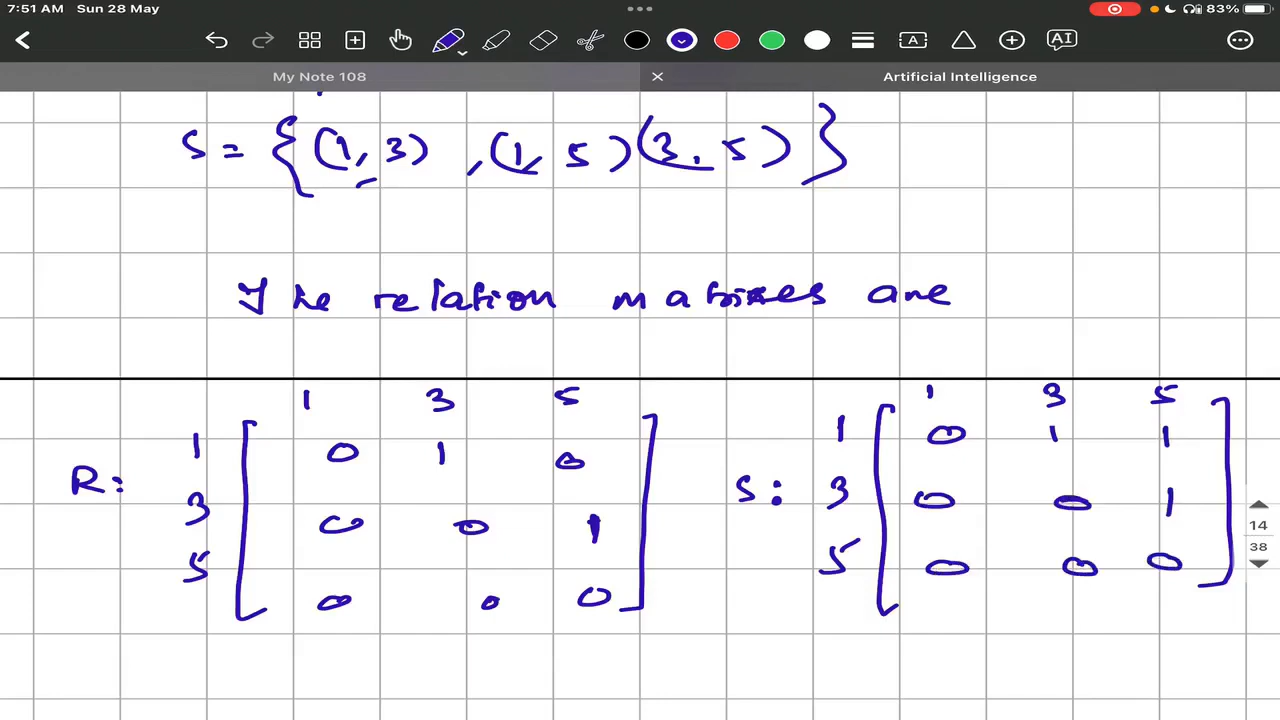 7:51 AM Sun 28 May
83%
A
AI
My Note 108
Artificial Intelligence
S = {(1, 3) , (1, 5) (3, 5)}
The relation matrixes are
1 3 5
1 3 5
R:
1 0 1 0
3 0 0 1
5 0 0 0
S:
1 0 1 1
3 0 0 1
5 0 0 0
14
38